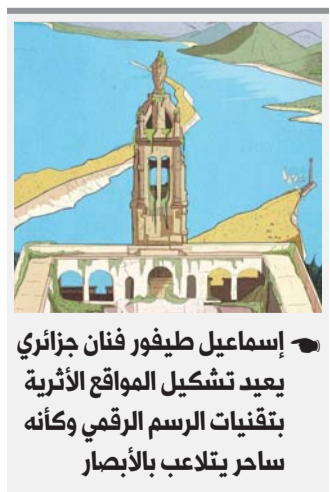 إسماعيل طيفور فنان جزائري
يعيد تشكيل المواقع الأثرية
بتقنيات الرسم الرقمي وكأنه
ساحر يتلاعب بالأبصار